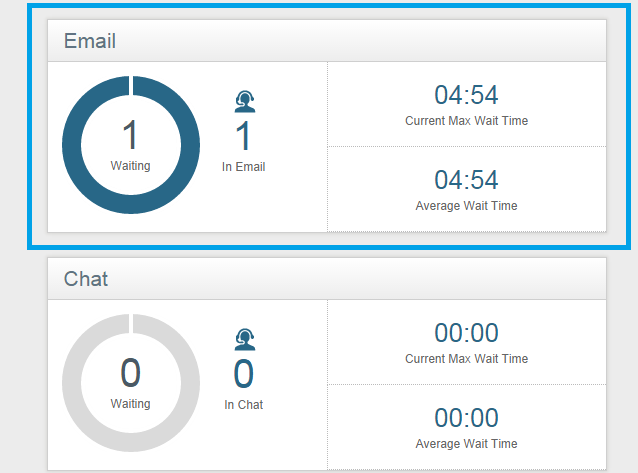 Email
1
Waiting
1
In Email
04:54
Current Max Wait Time
04:54
Average Wait Time
Chat
0
Waiting
0
In Chat
00:00
Current Max Wait Time
00:00
Average Wait Time